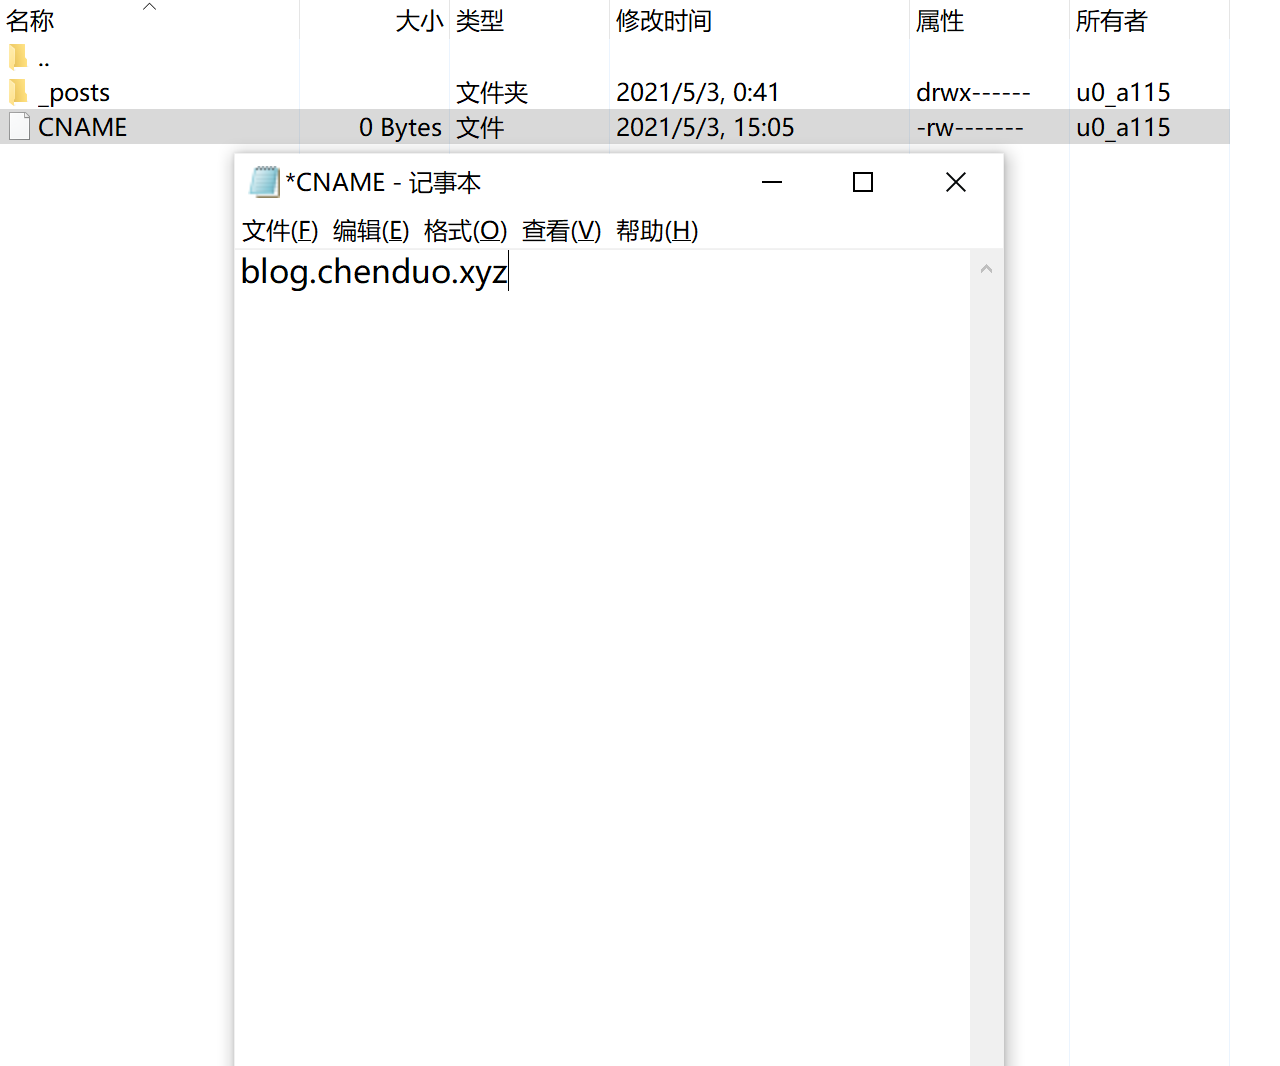 名称 大小 类型 修改时间 属性 所有者
..
_posts 文件夹 2021/5/3, 0:41 drwx------ u0_a115
CNAME 0 Bytes 文件 2021/5/3, 15:05 -rw------- u0_a115
*CNAME - 记事本
文件(F) 编辑(E) 格式(O) 查看(V) 帮助(H)
blog.chenduo.xyz